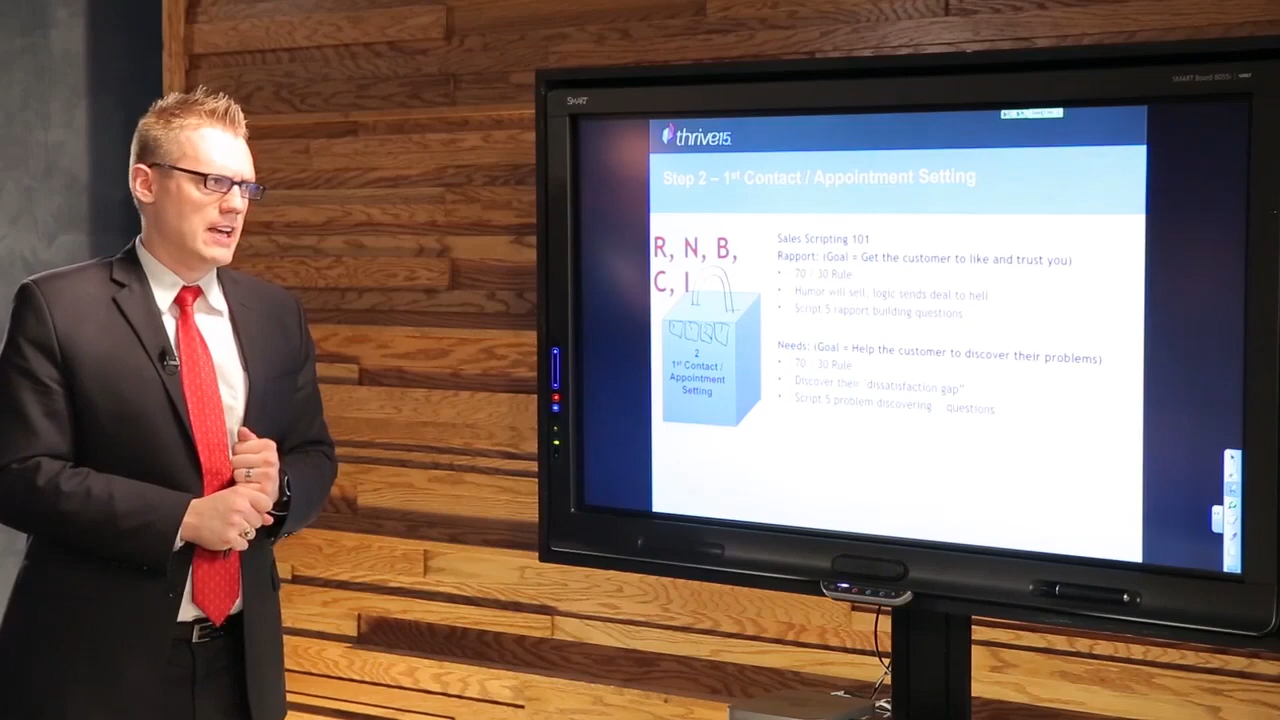 SMART
SMART Board 8055i
thrive15.
Step 2 – 1st Contact / Appointment Setting
R, N, B,
C, I
2
1st Contact /
Appointment
Setting
Sales Scripting 101
Rapport: (Goal = Get the customer to like and trust you)
• 70 / 30 Rule
• Humor will sell, logic sends deal to hell
• Script 5 rapport building questions
Needs: (Goal = Help the customer to discover their problems)
• 70 30 Rule
• Discover their "dissatisfaction gap"
• Script 5 problem discovering questions